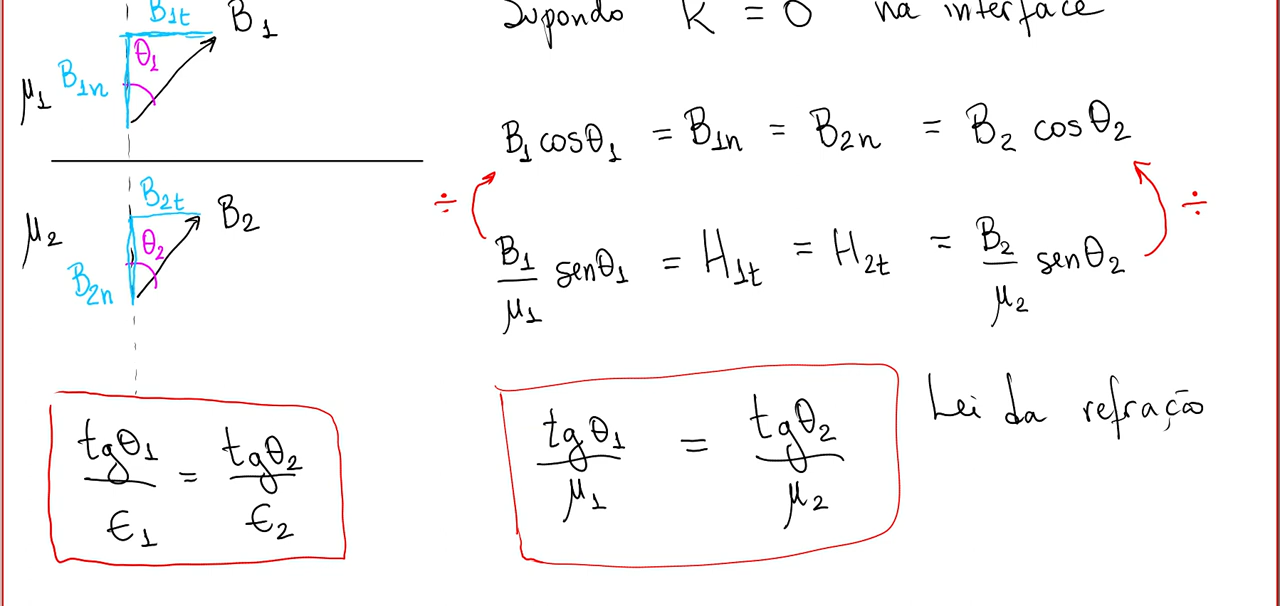 Supondo K = 0 na interface
B₁t B₁
θ₁
B₁n
μ₁
B₁ cosθ₁ = B₁n = B₂n = B₂ cosθ₂
÷ ÷
B₂t B₂
μ₂ θ₂
B₂n
B₁/μ₁ senθ₁ = H₁t = H₂t = B₂/μ₂ senθ₂
tgθ₁/μ₁ = tgθ₂/μ₂ Lei da refração
tgθ₁/ϵ₁ = tgθ₂/ϵ₂